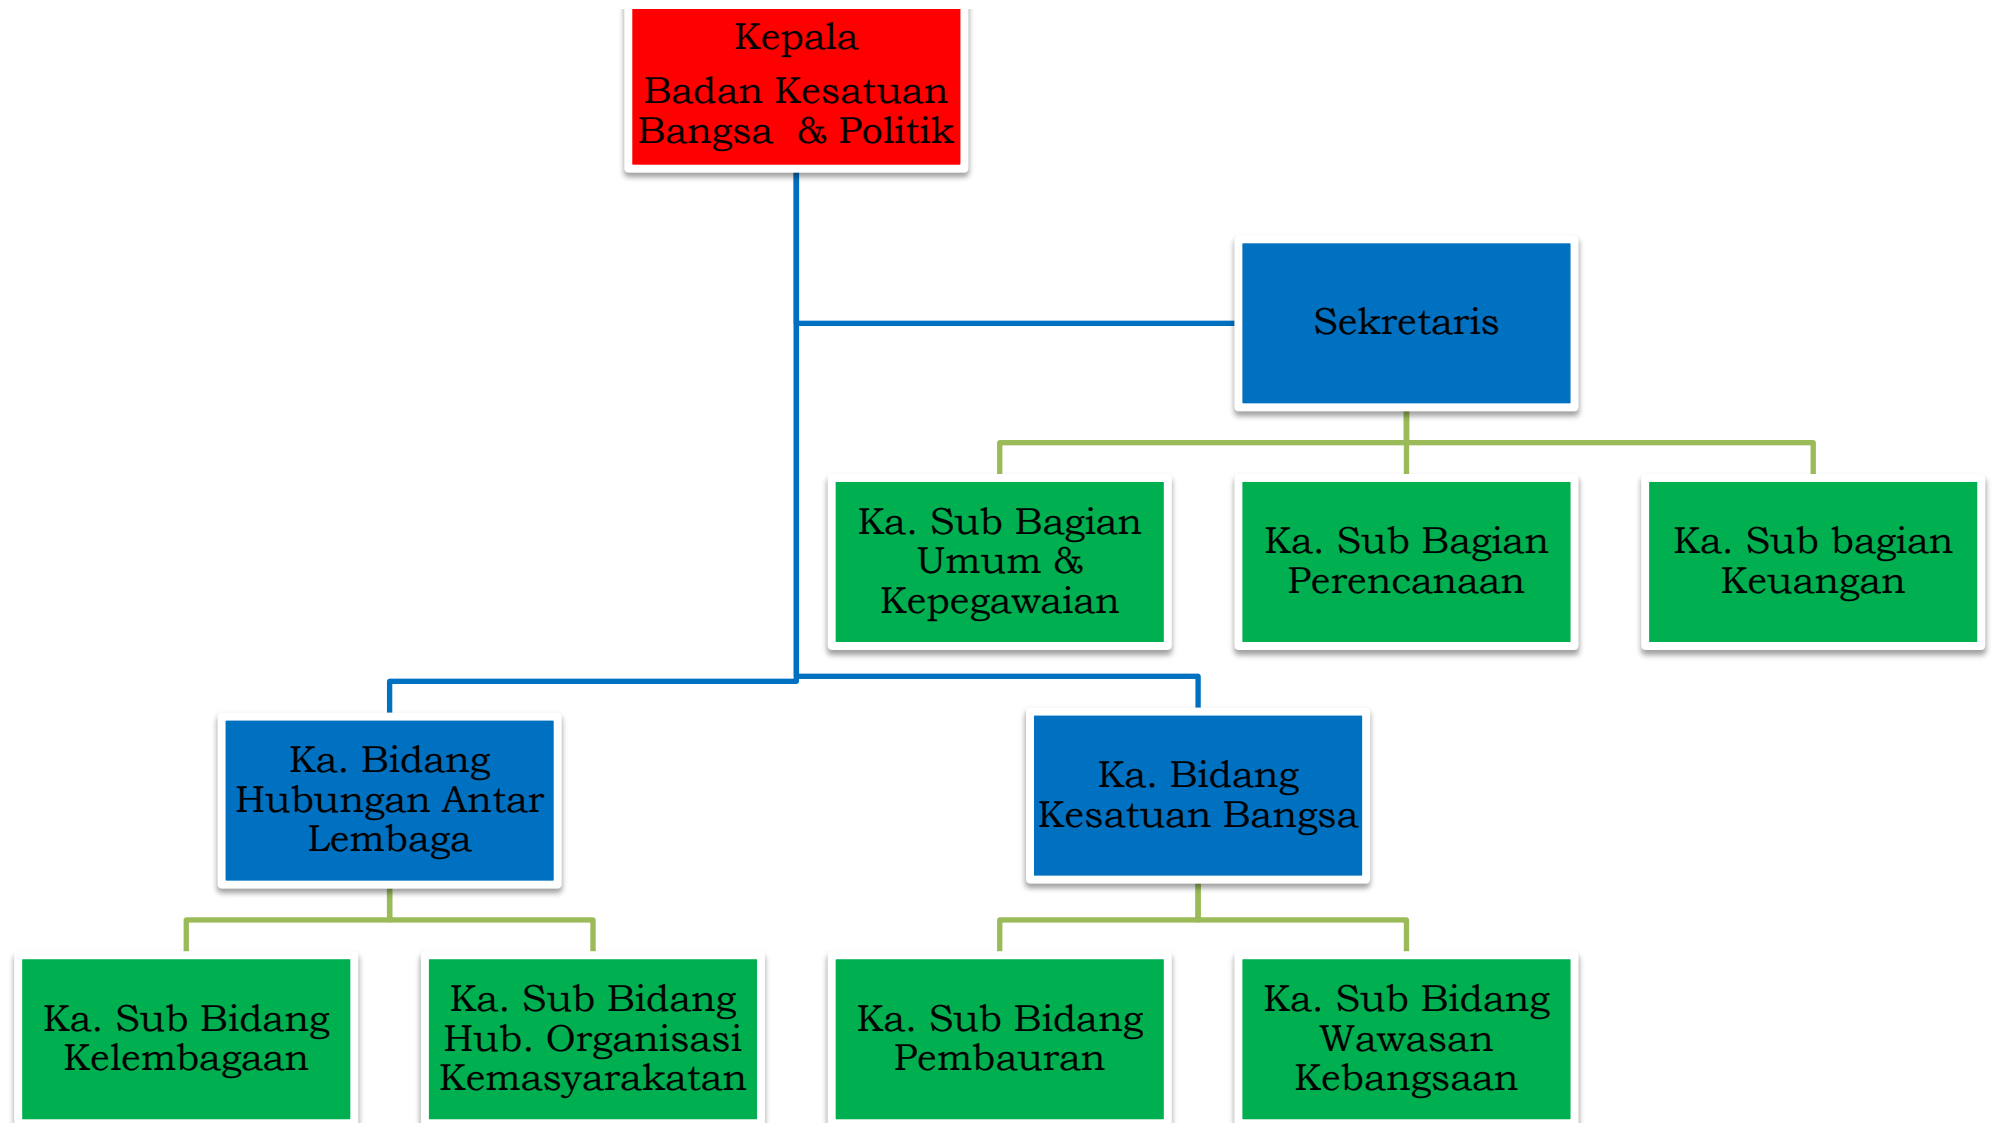 Kepala
Badan Kesatuan
Bangsa  & Politik
Sekretaris
Ka. Sub Bagian
Umum &
Kepegawaian
Ka. Sub Bagian
Perencanaan
Ka. Sub bagian
Keuangan
Ka. Bidang
Hubungan Antar
Lembaga
Ka. Bidang
Kesatuan Bangsa
Ka. Sub Bidang
Kelembagaan
Ka. Sub Bidang
Hub. Organisasi
Kemasyarakatan
Ka. Sub Bidang
Pembauran
Ka. Sub Bidang
Wawasan
Kebangsaan